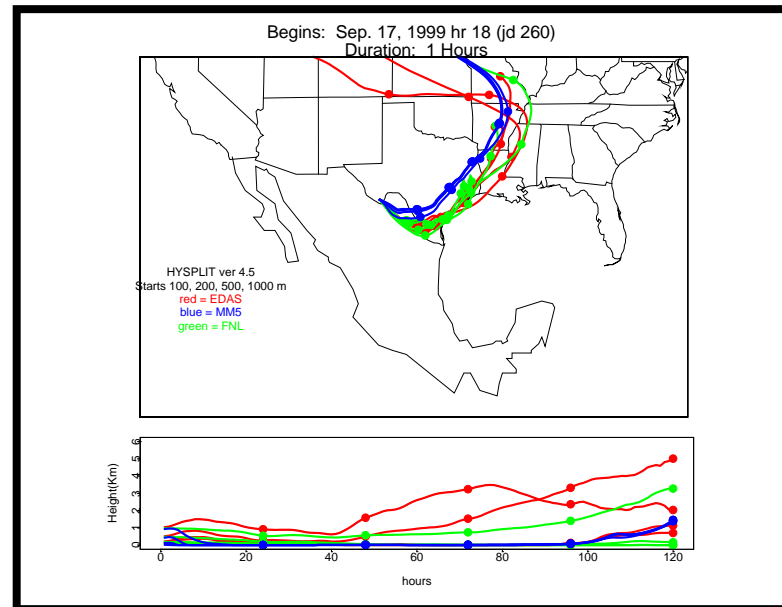 Begins:  Sep. 17, 1999 hr 18 (jd 260)
Duration:  1 Hours
HYSPLIT ver 4.5
Starts 100, 200, 500, 1000 m
red = EDAS
blue = MM5
green = FNL
Height(Km)
6
5
4
3
2
1
0
0 20 40 60 80 100 120
hours